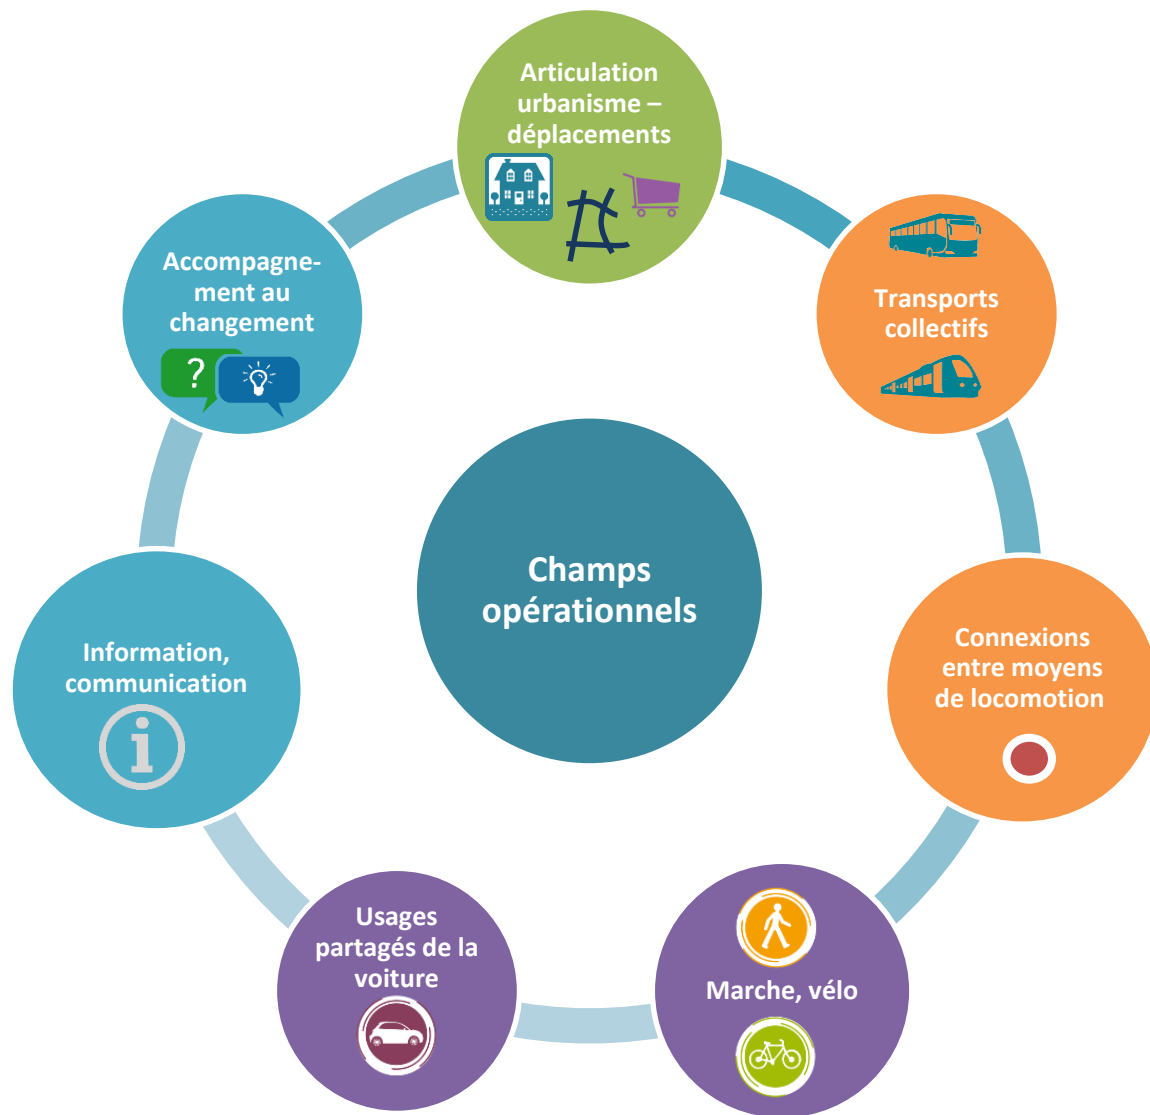 Articulation
urbanisme –
déplacements
Transports
collectifs
Connexions
entre moyens
de locomotion
Marche, vélo
Usages
partagés de la
voiture
Information,
communication
i
Accompagne-
ment au
changement
?
Champs
opérationnels